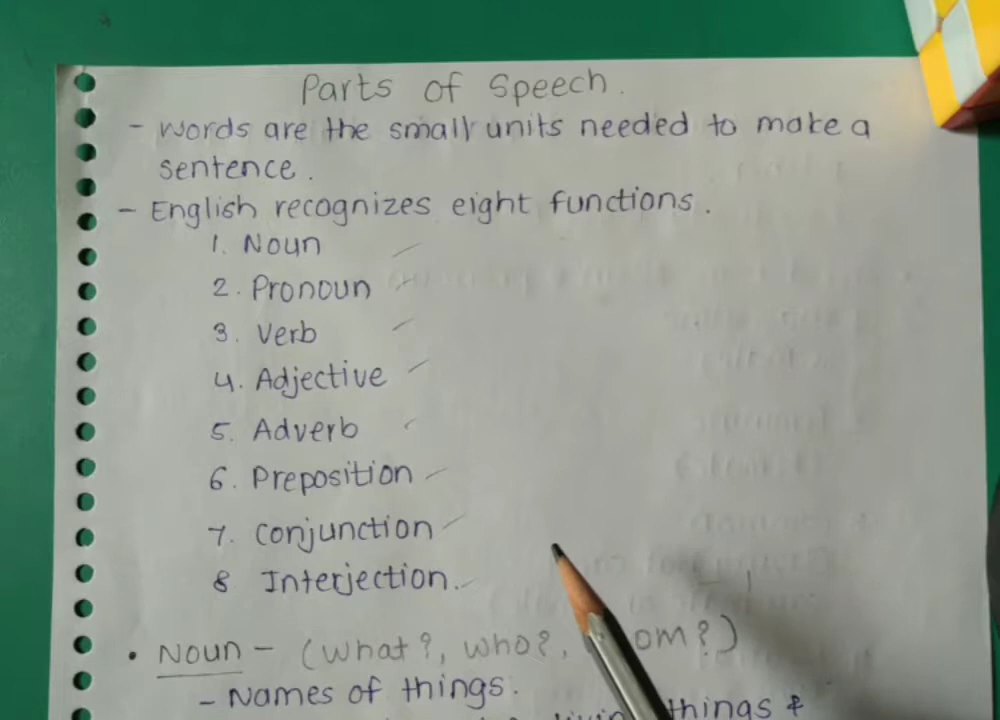 Parts of Speech.
- Words are the small units needed to make a
sentence.
- English recognizes eight functions.
1. Noun
2. Pronoun
3. Verb
4. Adjective
5. Adverb
6. Preposition
7. Conjunction
8 Interjection.
• Noun - (What?, who?,
- Names of things.
things &